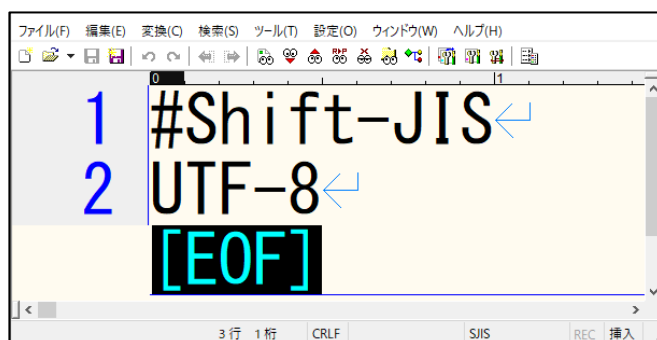 ファイル(F) 編集(E) 変換(C) 検索(S) ツール(T) 設定(O) ウィンドウ(W) ヘルプ(H)
0 1
1 #Shift-JIS
2 UTF-8
[EOF]
3行 1桁 CRLF SJIS REC 挿入